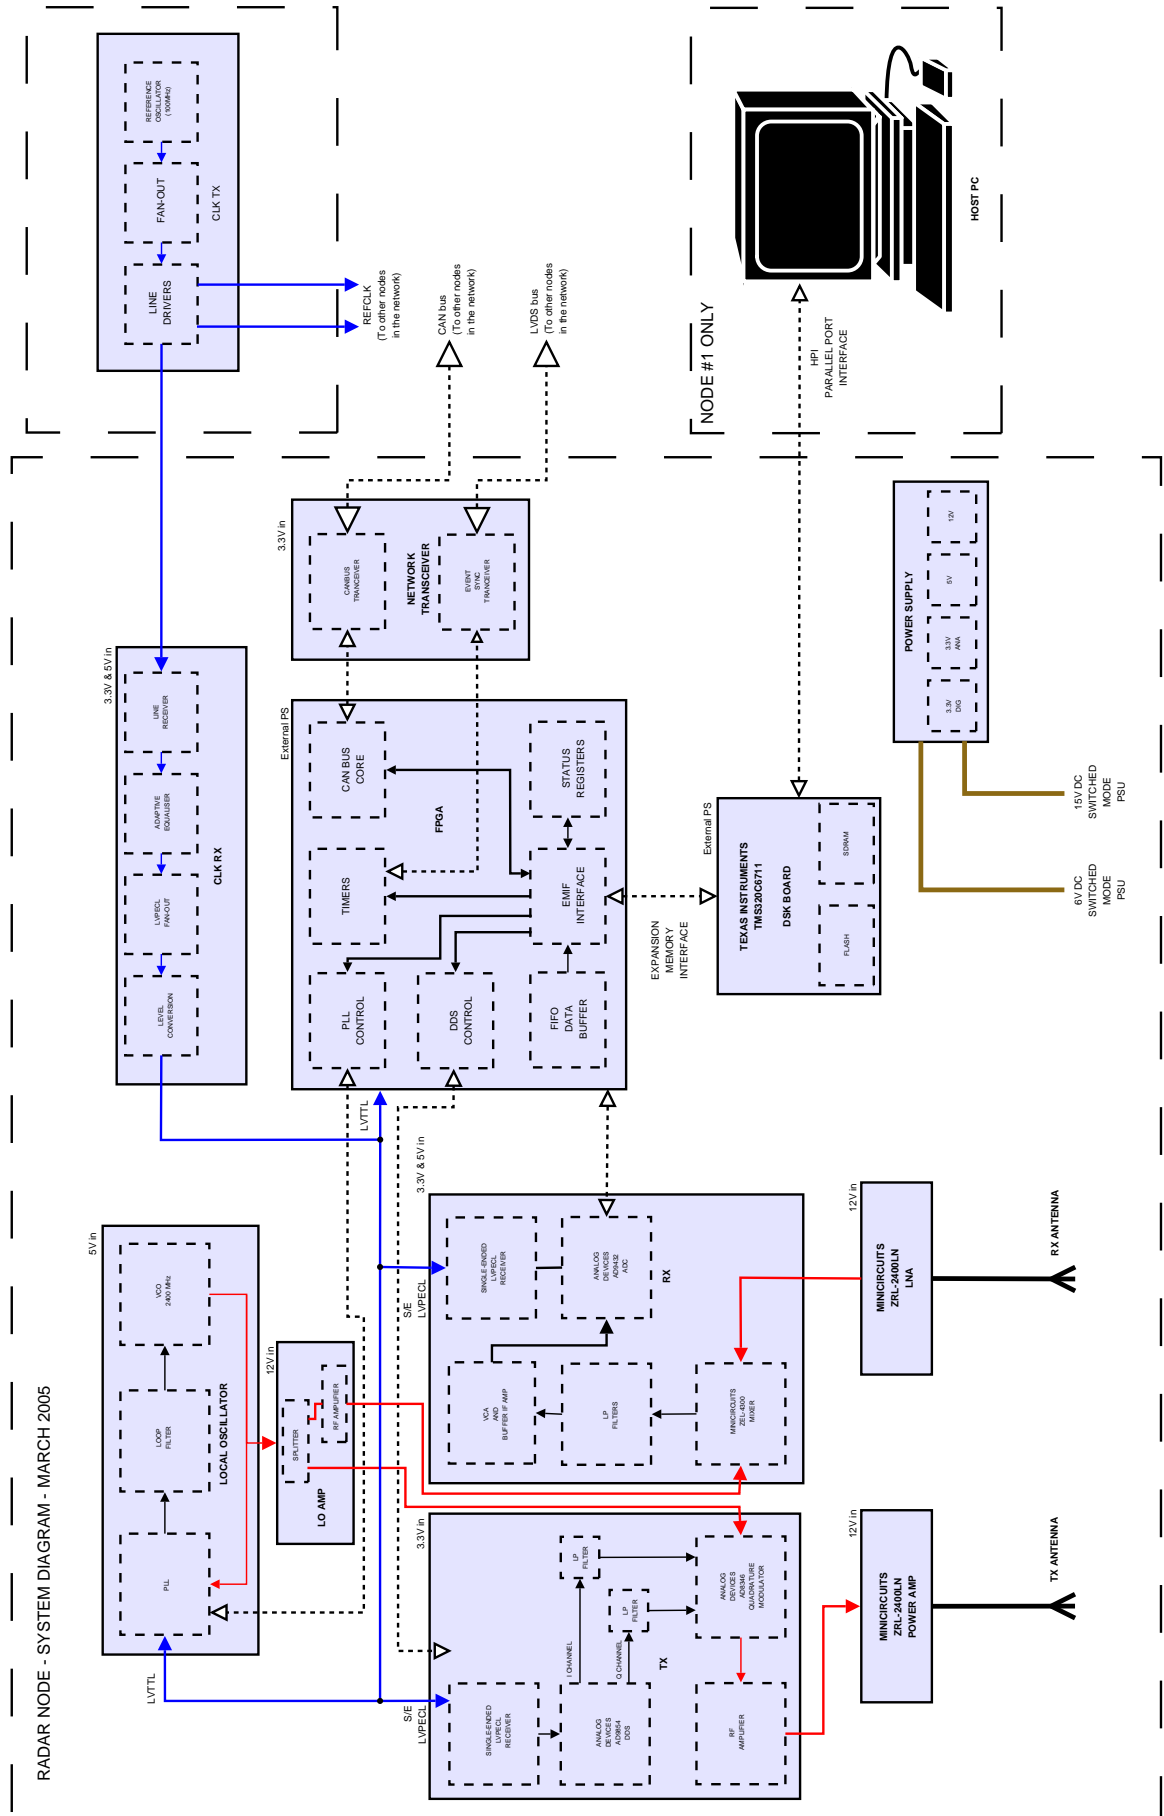 RADAR NODE - SYSTEM DIAGRAM - MARCH 2005
REFERENCE
OSCILLATOR
(100MHz)
FAN-OUT
LINE
DRIVERS
CLK TX
REFCLK
(To other nodes
in the network)
CAN bus
(To other nodes
in the network)
LVDS bus
(To other nodes
in the network)
NODE #1 ONLY
HOST PC
HPI
PARALLEL PORT
INTERFACE
3.3V & 5V in
LINE
RECEIVER
ADAPTIVE
EQUALISER
LVPECL
FAN-OUT
LEVEL
CONVERSION
CLK RX
3.3V in
CANBUS
TRANCEIVER
NETWORK
TRANSCEIVER
EVENT
SYNC
TRANCEIVER
External PS
CAN BUS
CORE
TIMERS
PLL
CONTROL
FPGA
DDS
CONTROL
STATUS
REGISTERS
EMIF
INTERFACE
FIFO
DATA
BUFFER
EXPANSION
MEMORY
INTERFACE
External PS
TEXAS INSTRUMENTS
TMS320C6711
DSK BOARD
SDRAM
FLASH
POWER SUPPLY
12V
5V
3.3V
ANA
3.3V
DIG
15V DC
SWITCHED
MODE
PSU
6V DC
SWITCHED
MODE
PSU
5V in
VCO
2400 MHz
LOOP
FILTER
PLL
LOCAL OSCILLATOR
LVTTL
LVTTL
12V in
SPLITTER
RF AMPLIFIER
LO AMP
3.3V & 5V in
S/E
LVPECL
SINGLE-ENDED
LVPECL
RECEIVER
ANALOG
DEVICES
AD9432
ADC
RX
VCA
AND
BUFFER IF AMP
LP
FILTERS
MINICIRCUITS
ZEL-4300
MIXER
12V in
MINICIRCUITS
ZRL-2400LN
LNA
RX ANTENNA
3.3V in
S/E
LVPECL
SINGLE-ENDED
LVPECL
RECEIVER
ANALOG
DEVICES
AD9854
DDS
I CHANNEL
Q CHANNEL
LP
FILTER
LP
FILTER
TX
ANALOG
DEVICES
AD8346
QUADRATURE
MODULATOR
RF
AMPLIFIER
12V in
MINICIRCUITS
ZRL-2400LN
POWER AMP
TX ANTENNA